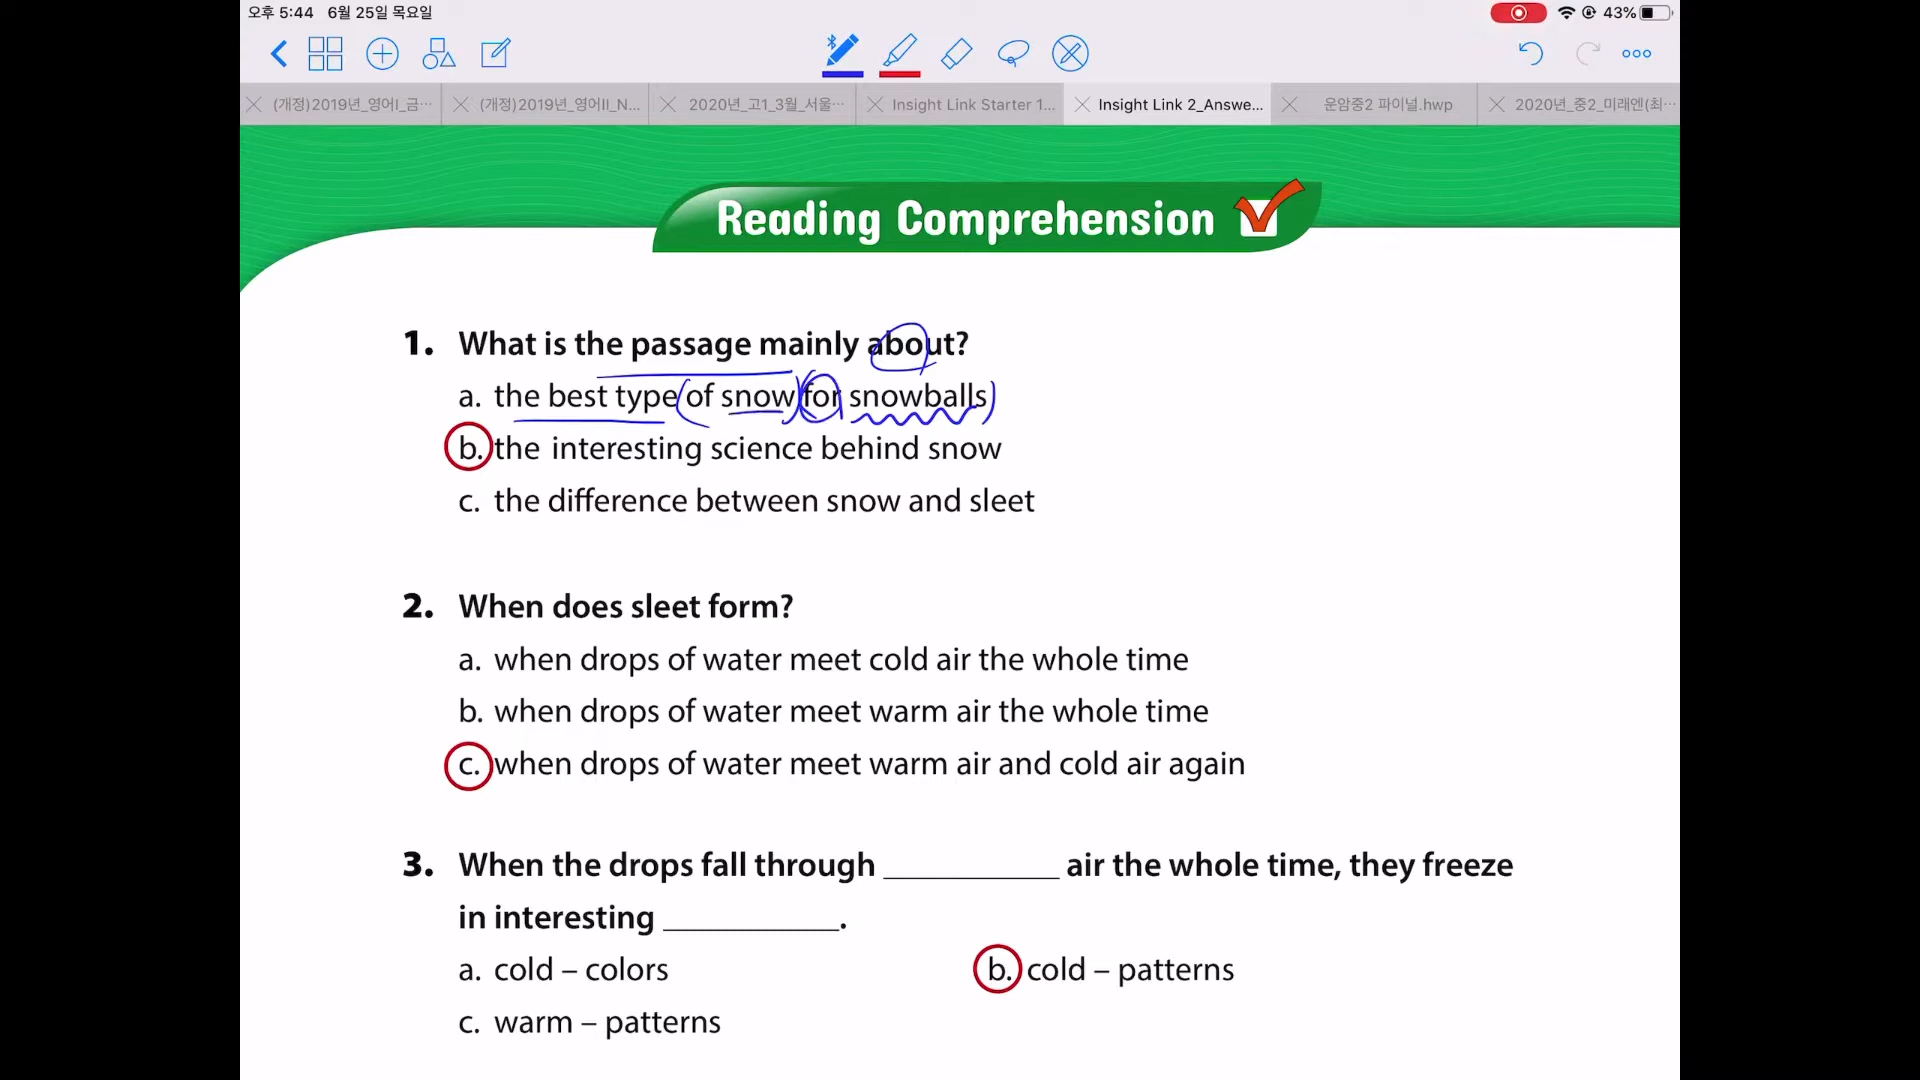 오후 5:44 6월 25일 목요일
43%
(개정)2019년_영어I_금···
(개정)2019년_영어II_N...
2020년_고1_3월_서울···
Insight Link Starter 1...
Insight Link 2_Answe...
운암중2 파이널.hwp
2020년_중2_미래엔(최···
Reading Comprehension
1. What is the passage mainly about?
a. the best type of snow for snowballs
b. the interesting science behind snow
c. the difference between snow and sleet
2. When does sleet form?
a. when drops of water meet cold air the whole time
b. when drops of water meet warm air the whole time
c. when drops of water meet warm air and cold air again
3. When the drops fall through __________ air the whole time, they freeze
in interesting __________.
a. cold – colors
b. cold – patterns
c. warm – patterns